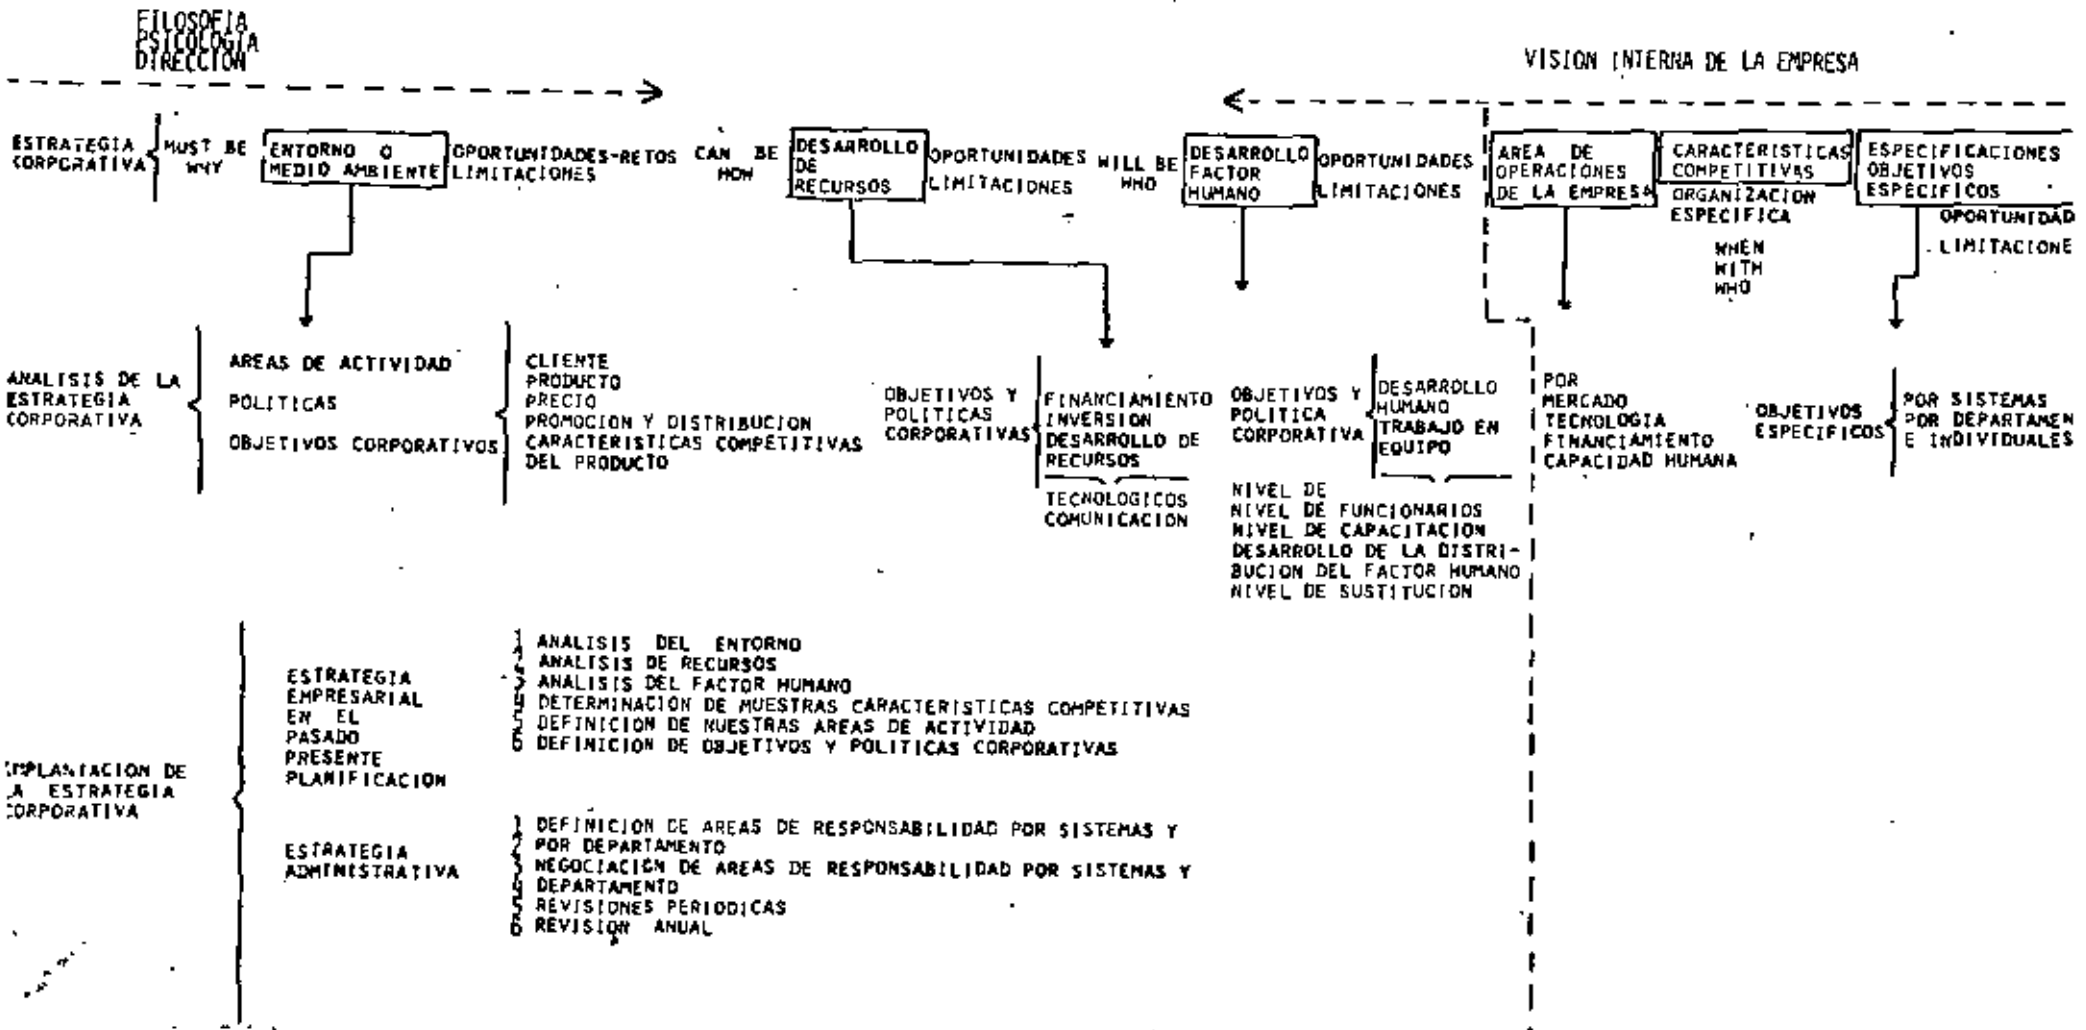 FILOSOFIA
PSICOLOGIA
DIRECCION
VISION INTERNA DE LA EMPRESA
ESTRATEGIA
CORPORATIVA
MUST BE
WHY
ENTORNO O
MEDIO AMBIENTE
OPORTUNIDADES-RETOS
LIMITACIONES
CAN BE
HOW
DESARROLLO
DE
RECURSOS
OPORTUNIDADES
LIMITACIONES
WILL BE
WHO
DESARROLLO
FACTOR
HUMANO
OPORTUNIDADES
LIMITACIONES
AREA DE
OPERACIONES
DE LA EMPRESA
CARACTERISTICAS
COMPETITIVAS
ORGANIZACION
ESPECIFICA
WHEN
WITH
WHO
ESPECIFICACIONES
OBJETIVOS
ESPECIFICOS
OPORTUNIDAD
LIMITACIONE
ANALISIS DE LA
ESTRATEGIA
CORPORATIVA
AREAS DE ACTIVIDAD
POLITICAS
OBJETIVOS CORPORATIVOS
CLIENTE
PRODUCTO
PRECIO
PROMOCION Y DISTRIBUCION
CARACTERISTICAS COMPETITIVAS
DEL PRODUCTO
OBJETIVOS Y
POLITICAS
CORPORATIVAS
FINANCIAMIENTO
INVERSION
DESARROLLO DE
RECURSOS
TECNOLOGICOS
COMUNICACION
OBJETIVOS Y
POLITICA
CORPORATIVA
DESARROLLO
HUMANO
TRABAJO EN
EQUIPO
NIVEL DE
NIVEL DE FUNCIONARIOS
NIVEL DE CAPACITACION
DESARROLLO DE LA DISTRI-
BUCION DEL FACTOR HUMANO
NIVEL DE SUSTITUCION
POR
MERCADO
TECNOLOGIA
FINANCIAMIENTO
CAPACIDAD HUMANA
OBJETIVOS
ESPECIFICOS
POR SISTEMAS
POR DEPARTAMEN
E INDIVIDUALES
IMPLANTACION DE
LA ESTRATEGIA
CORPORATIVA
ESTRATEGIA
EMPRESARIAL
EN EL
PASADO
PRESENTE
PLANIFICACION
1 ANALISIS DEL ENTORNO
2 ANALISIS DE RECURSOS
3 ANALISIS DEL FACTOR HUMANO
4 DETERMINACION DE MUESTRAS CARACTERISTICAS COMPETITIVAS
5 DEFINICION DE NUESTRAS AREAS DE ACTIVIDAD
6 DEFINICION DE OBJETIVOS Y POLITICAS CORPORATIVAS
ESTRATEGIA
ADMINISTRATIVA
1 DEFINICION DE AREAS DE RESPONSABILIDAD POR SISTEMAS Y
2 POR DEPARTAMENTO
3 NEGOCIACION DE AREAS DE RESPONSABILIDAD POR SISTEMAS Y
4 DEPARTAMENTO
5 REVISIONES PERIODICAS
6 REVISION ANUAL